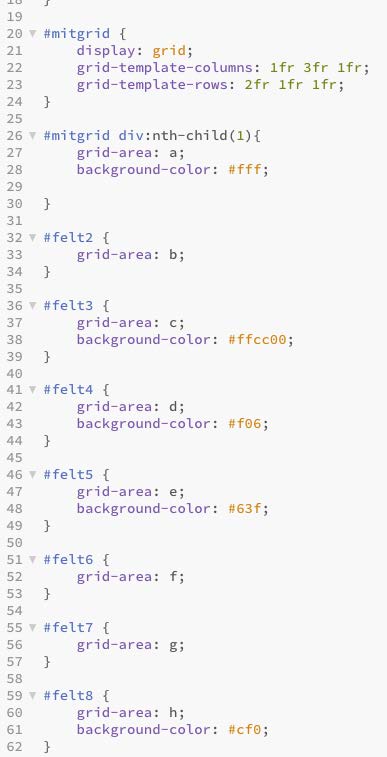 18 }
19
20 #mitgrid {
21     display: grid;
22     grid-template-columns: 1fr 3fr 1fr;
23     grid-template-rows: 2fr 1fr 1fr;
24 }
25
26 #mitgrid div:nth-child(1){
27     grid-area: a;
28     background-color: #fff;
29
30 }
31
32 #felt2 {
33     grid-area: b;
34 }
35
36 #felt3 {
37     grid-area: c;
38     background-color: #ffcc00;
39 }
40
41 #felt4 {
42     grid-area: d;
43     background-color: #f06;
44 }
45
46 #felt5 {
47     grid-area: e;
48     background-color: #63f;
49 }
50
51 #felt6 {
52     grid-area: f;
53 }
54
55 #felt7 {
56     grid-area: g;
57 }
58
59 #felt8 {
60     grid-area: h;
61     background-color: #cf0;
62 }